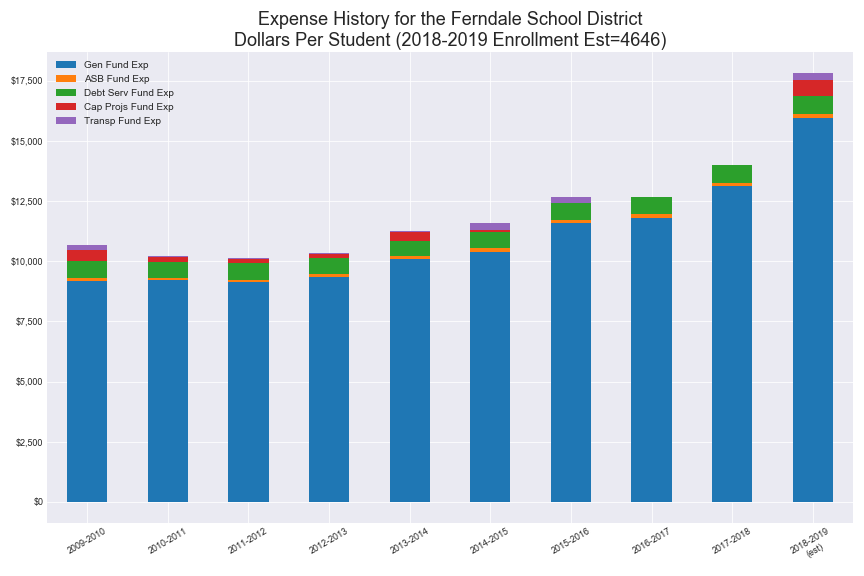 Expense History for the Ferndale School District
Dollars Per Student (2018-2019 Enrollment Est=4646)
Gen Fund Exp
ASB Fund Exp
Debt Serv Fund Exp
Cap Projs Fund Exp
Transp Fund Exp
$17,500
$15,000
$12,500
$10,000
$7,500
$5,000
$2,500
$0
2009-2010
2010-2011
2011-2012
2012-2013
2013-2014
2014-2015
2015-2016
2016-2017
2017-2018
2018-2019
(est)